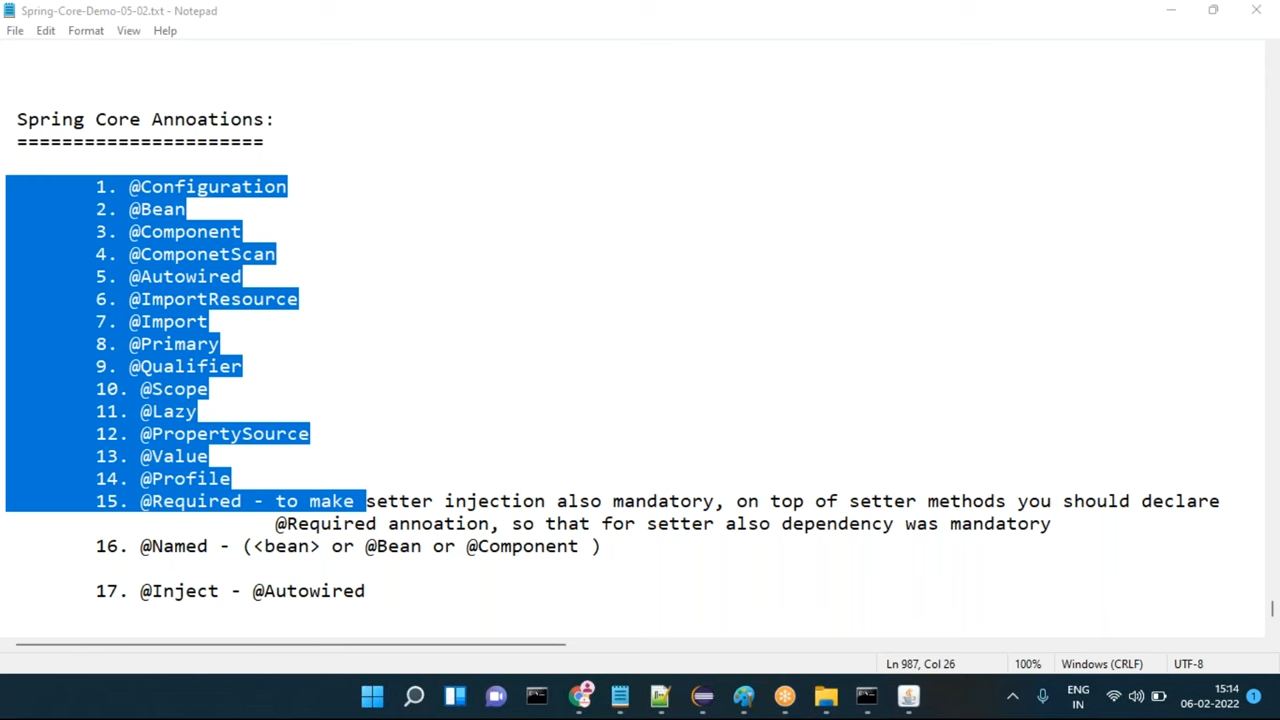 Spring-Core-Demo-05-02.txt - Notepad
File Edit Format View Help
Spring Core Annoations:
======================
1. @Configuration
2. @Bean
3. @Component
4. @ComponetScan
5. @Autowired
6. @ImportResource
7. @Import
8. @Primary
9. @Qualifier
10. @Scope
11. @Lazy
12. @PropertySource
13. @Value
14. @Profile
15. @Required - to make setter injection also mandatory, on top of setter methods you should declare
@Required annoation, so that for setter also dependency was mandatory
16. @Named - (<bean> or @Bean or @Component )
17. @Inject - @Autowired
Ln 987, Col 26 100% Windows (CRLF) UTF-8
ENG 15:14
IN 06-02-2022 1